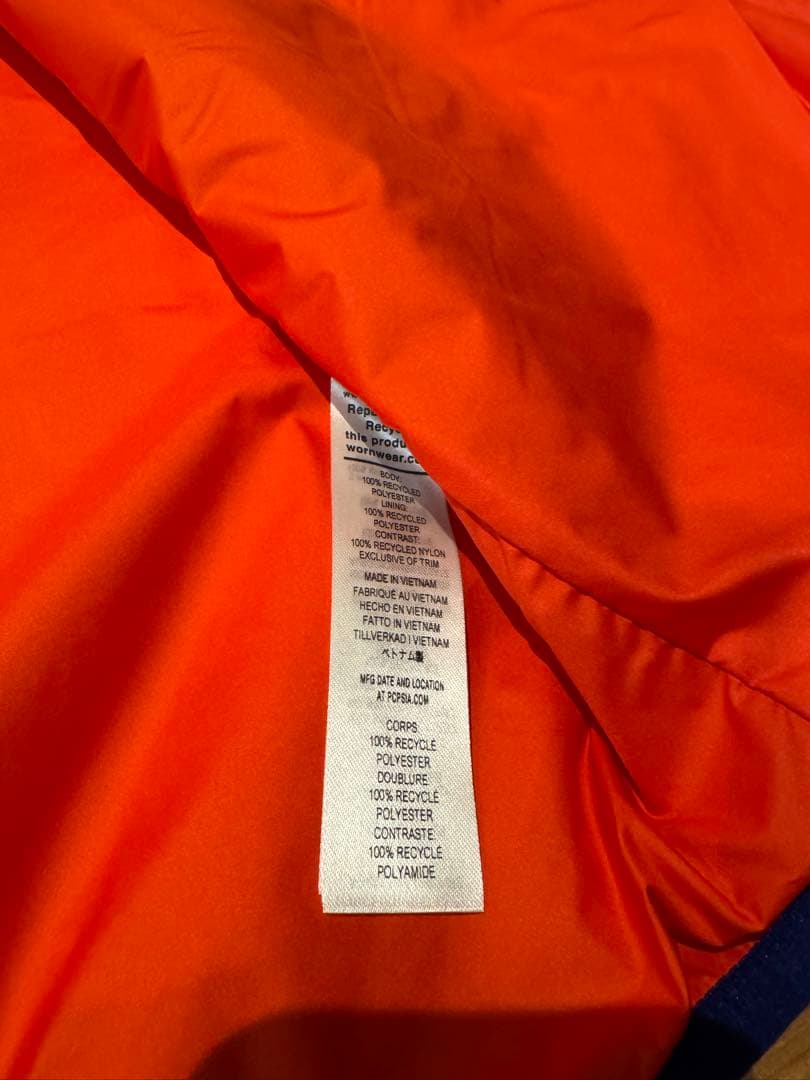 this produ
wornwear.c
BODY:
100% RECYCLED
POLYESTER
LINING:
100% RECYCLED
POLYESTER
CONTRAST:
100% RECYCLED NYLON
EXCLUSIVE OF TRIM
MADE IN VIETNAM
FABRIQUÉ AU VIETNAM
HECHO EN VIETNAM
FATTO IN VIETNAM
TILLVERKAD I VIETNAM
ベトナム製
MFG DATE AND LOCATION
AT PCPSIA.COM
CORPS:
100% RECYCLÉ
POLYESTER
DOUBLURE:
100% RECYCLÉ
POLYESTER
CONTRASTE:
100% RECYCLÉ
POLYAMIDE